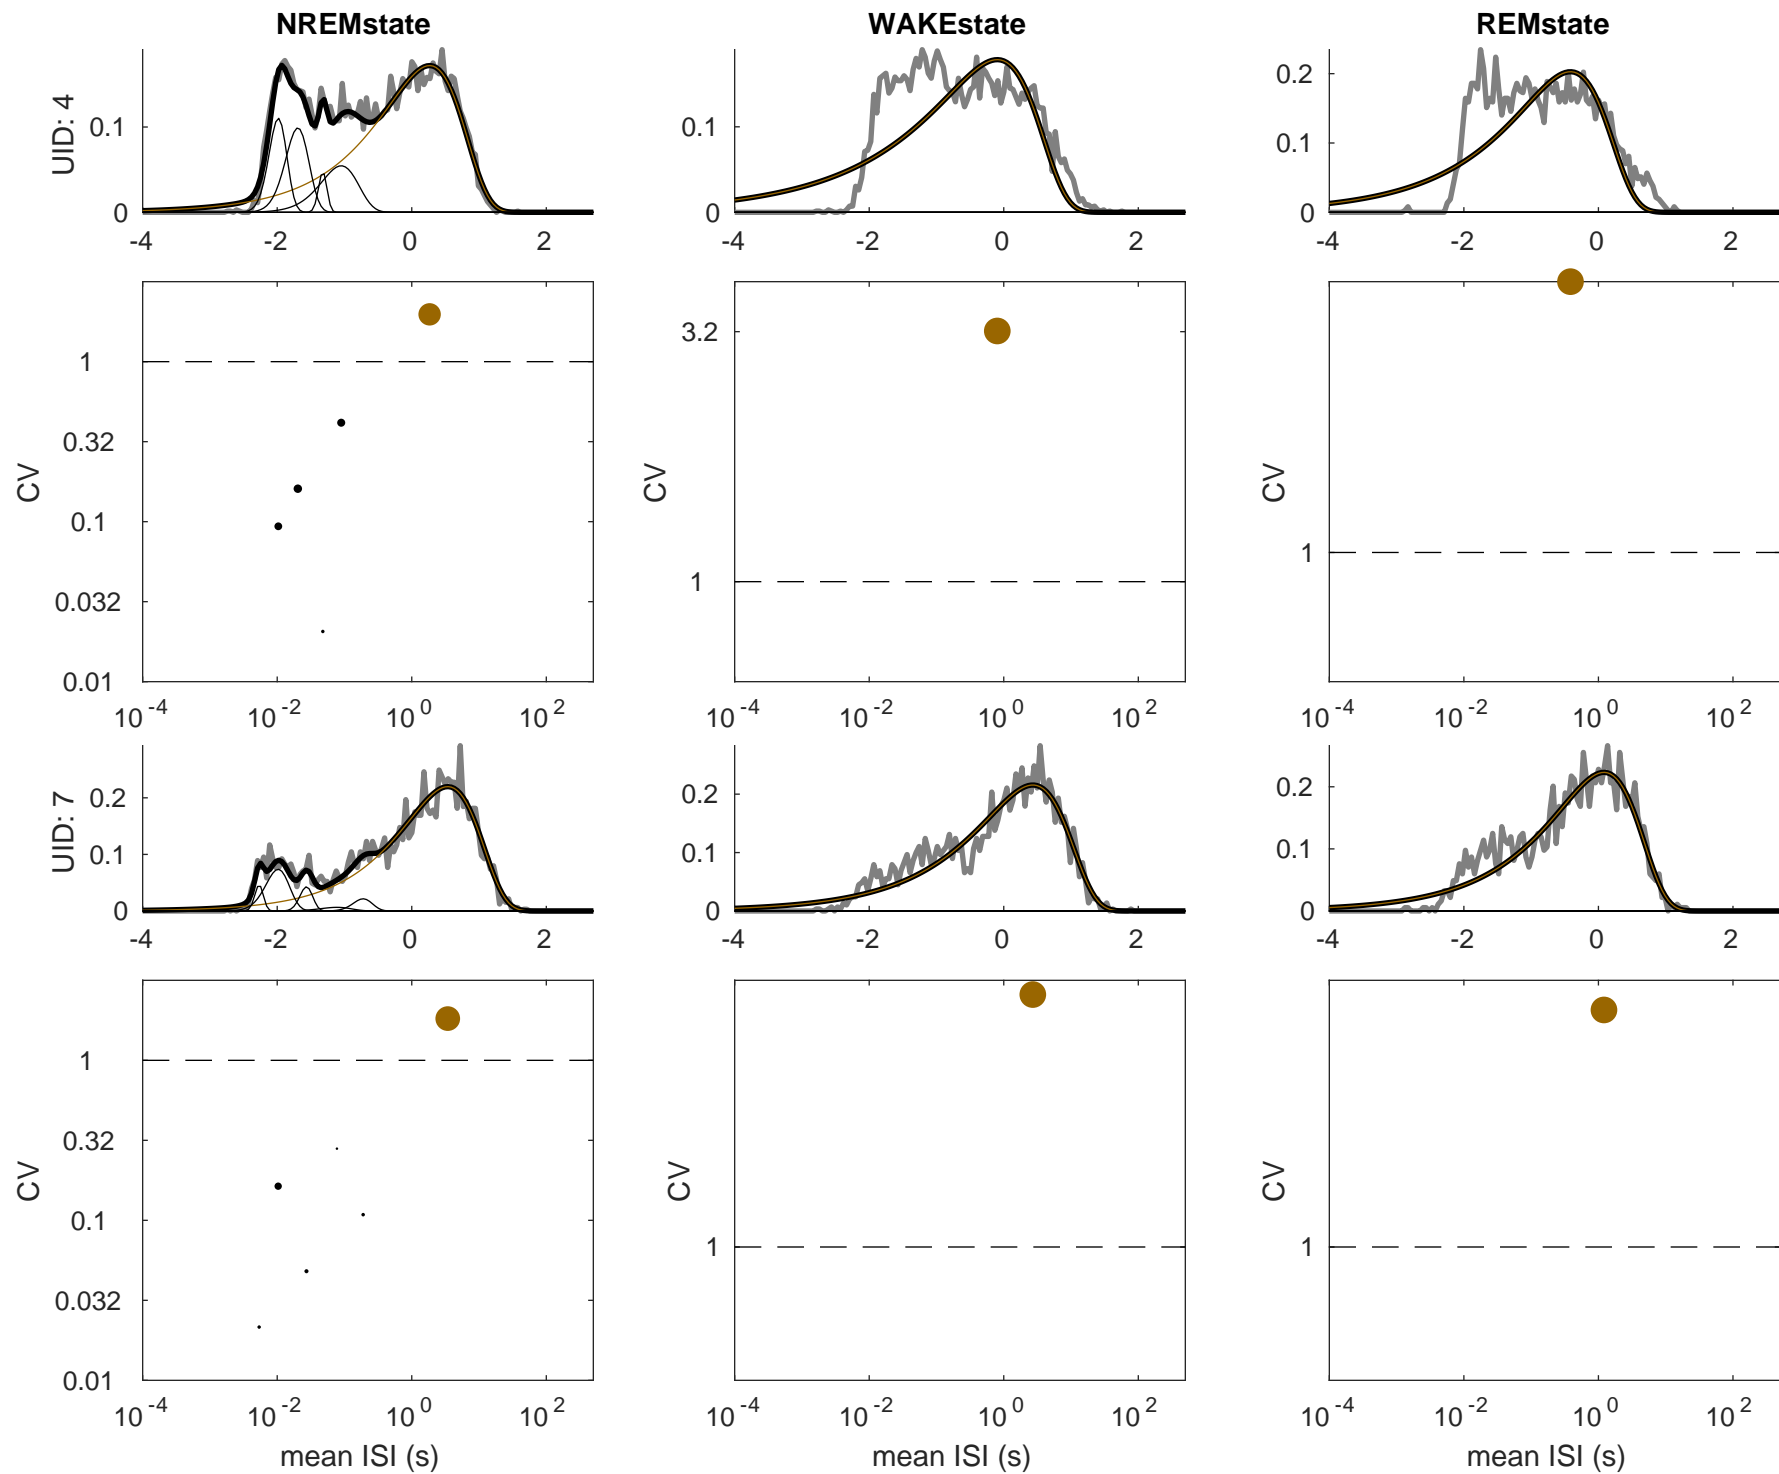 NREMstate WAKEstate REMstate
UID: 4
0.1 0.1 0.2
0.1
0 0 0
-4 -2 0 2 -4 -2 0 2 -4 -2 0 2
CV 1 0.32 0.1 0.032 0.01
CV 3.2 1
CV 1
10^-4 10^-2 10^0 10^2 10^-4 10^-2 10^0 10^2 10^-4 10^-2 10^0 10^2
UID: 7
0.2 0.2 0.2
0.1 0.1 0.1
0 0 0
-4 -2 0 2 -4 -2 0 2 -4 -2 0 2
CV 1 0.32 0.1 0.032 0.01
CV 1
CV 1
10^-4 10^-2 10^0 10^2 10^-4 10^-2 10^0 10^2 10^-4 10^-2 10^0 10^2
mean ISI (s) mean ISI (s) mean ISI (s)